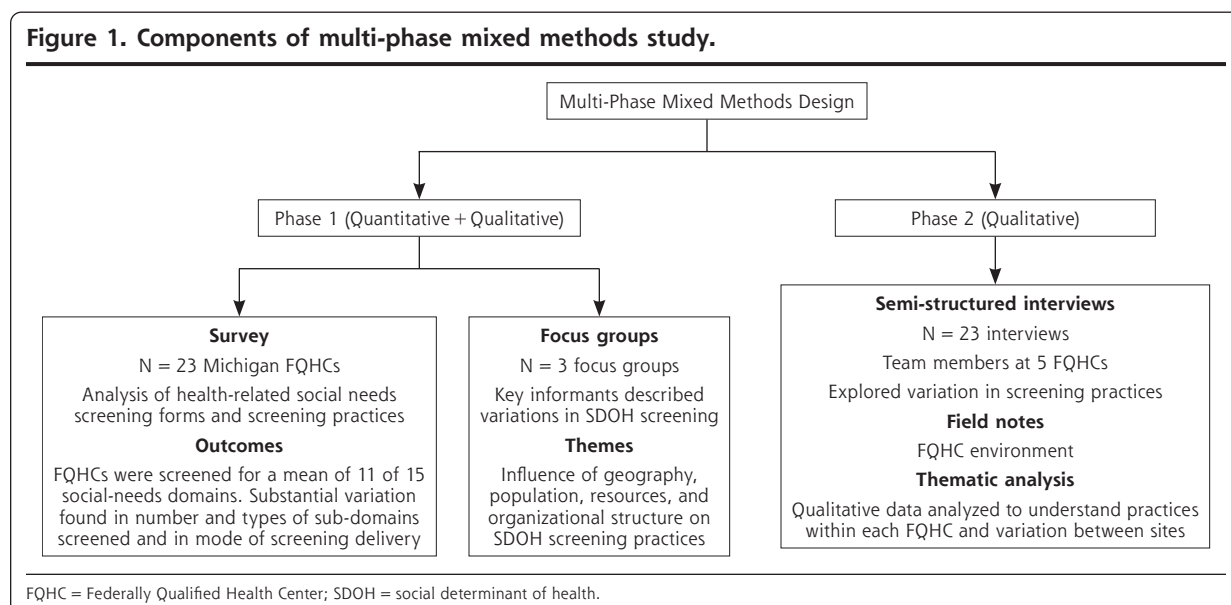 Figure 1. Components of multi-phase mixed methods study.
Multi-Phase Mixed Methods Design
Phase 1 (Quantitative + Qualitative)
Phase 2 (Qualitative)
Survey
N = 23 Michigan FQHCs
Analysis of health-related social needs
screening forms and screening practices
Outcomes
FQHCs were screened for a mean of 11 of 15
social-needs domains. Substantial variation
found in number and types of sub-domains
screened and in mode of screening delivery
Focus groups
N = 3 focus groups
Key informants described
variations in SDOH screening
Themes
Influence of geography,
population, resources, and
organizational structure on
SDOH screening practices
Semi-structured interviews
N = 23 interviews
Team members at 5 FQHCs
Explored variation in screening practices
Field notes
FQHC environment
Thematic analysis
Qualitative data analyzed to understand practices
within each FQHC and variation between sites
FQHC = Federally Qualified Health Center; SDOH = social determinant of health.